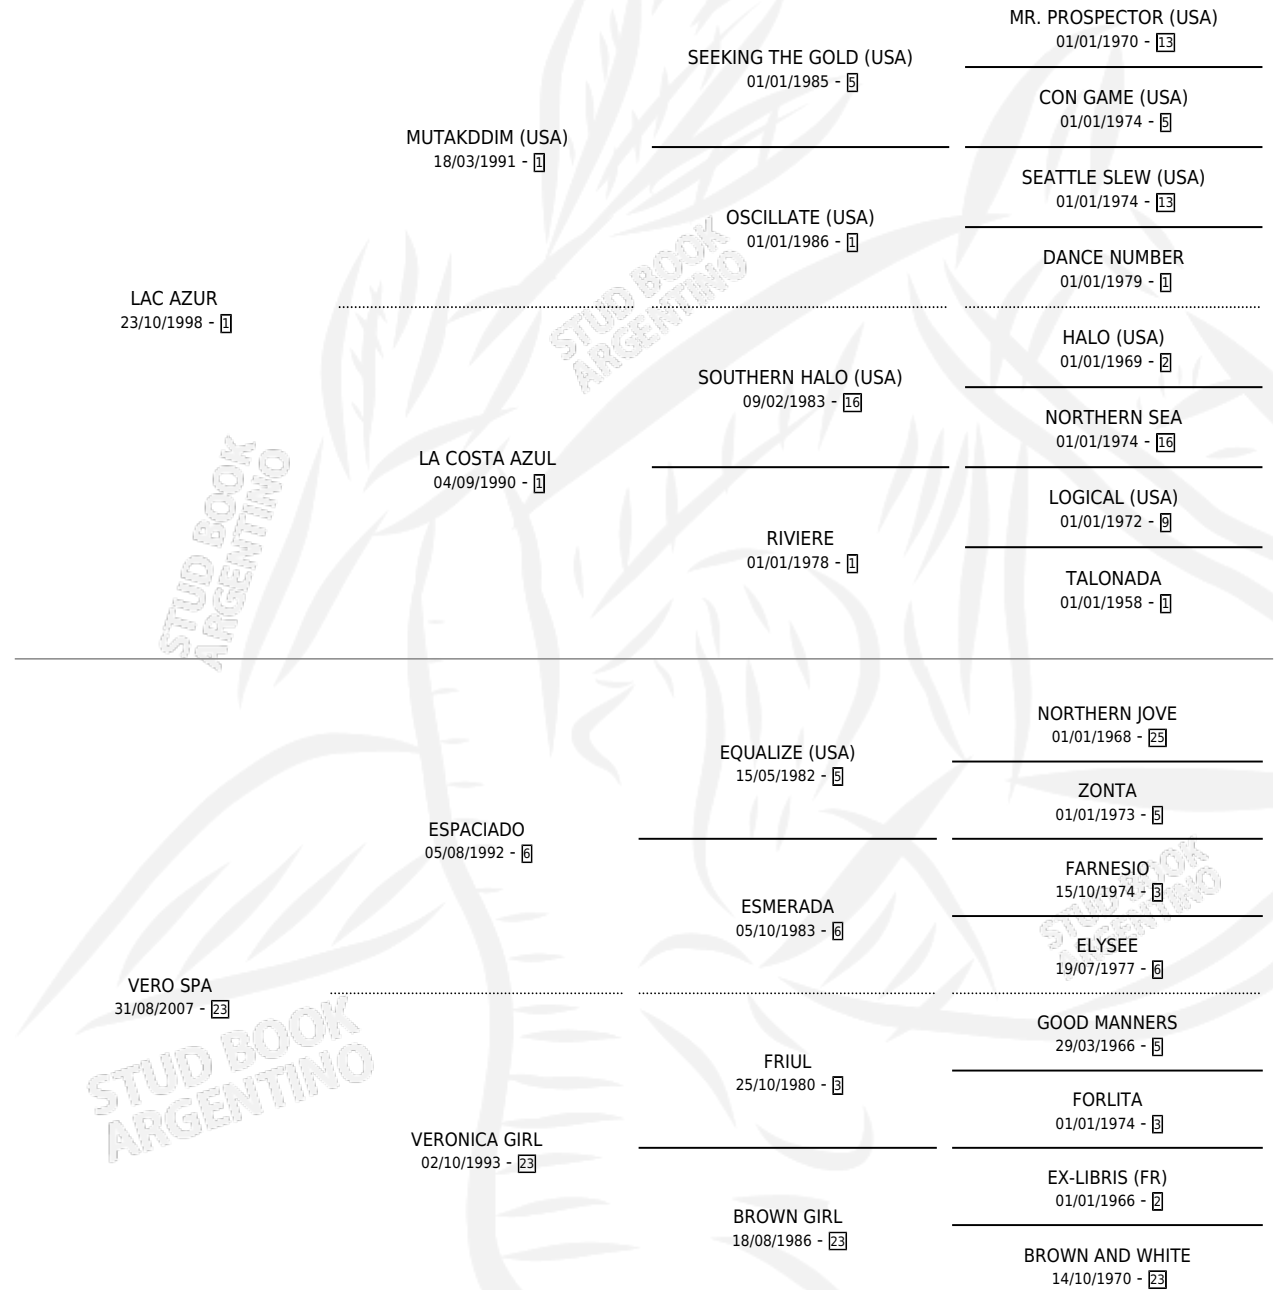 MR. PROSPECTOR (USA)
01/01/1970 - 13
SEEKING THE GOLD (USA)
01/01/1985 - 5
CON GAME (USA)
01/01/1974 - 5
MUTAKDDIM (USA)
18/03/1991 - 1
SEATTLE SLEW (USA)
01/01/1974 - 13
OSCILLATE (USA)
01/01/1986 - 1
DANCE NUMBER
01/01/1979 - 1
LAC AZUR
23/10/1998 - 1
HALO (USA)
01/01/1969 - 2
SOUTHERN HALO (USA)
09/02/1983 - 16
NORTHERN SEA
01/01/1974 - 16
LA COSTA AZUL
04/09/1990 - 1
LOGICAL (USA)
01/01/1972 - 9
RIVIERE
01/01/1978 - 1
TALONADA
01/01/1958 - 1
NORTHERN JOVE
01/01/1968 - 25
EQUALIZE (USA)
15/05/1982 - 5
ZONTA
01/01/1973 - 5
ESPACIADO
05/08/1992 - 6
FARNESIO
15/10/1974 - 3
ESMERADA
05/10/1983 - 6
ELYSEE
19/07/1977 - 6
VERO SPA
31/08/2007 - 23
GOOD MANNERS
29/03/1966 - 5
FRIUL
25/10/1980 - 3
FORLITA
01/01/1974 - 3
VERONICA GIRL
02/10/1993 - 23
EX-LIBRIS (FR)
01/01/1966 - 2
BROWN GIRL
18/08/1986 - 23
BROWN AND WHITE
14/10/1970 - 23
STUD BOOK
ARGENTINO
STUD BOOK
ARGENTINO
STUD BOOK
ARGENTINO
STUD BOOK
ARGENTINO